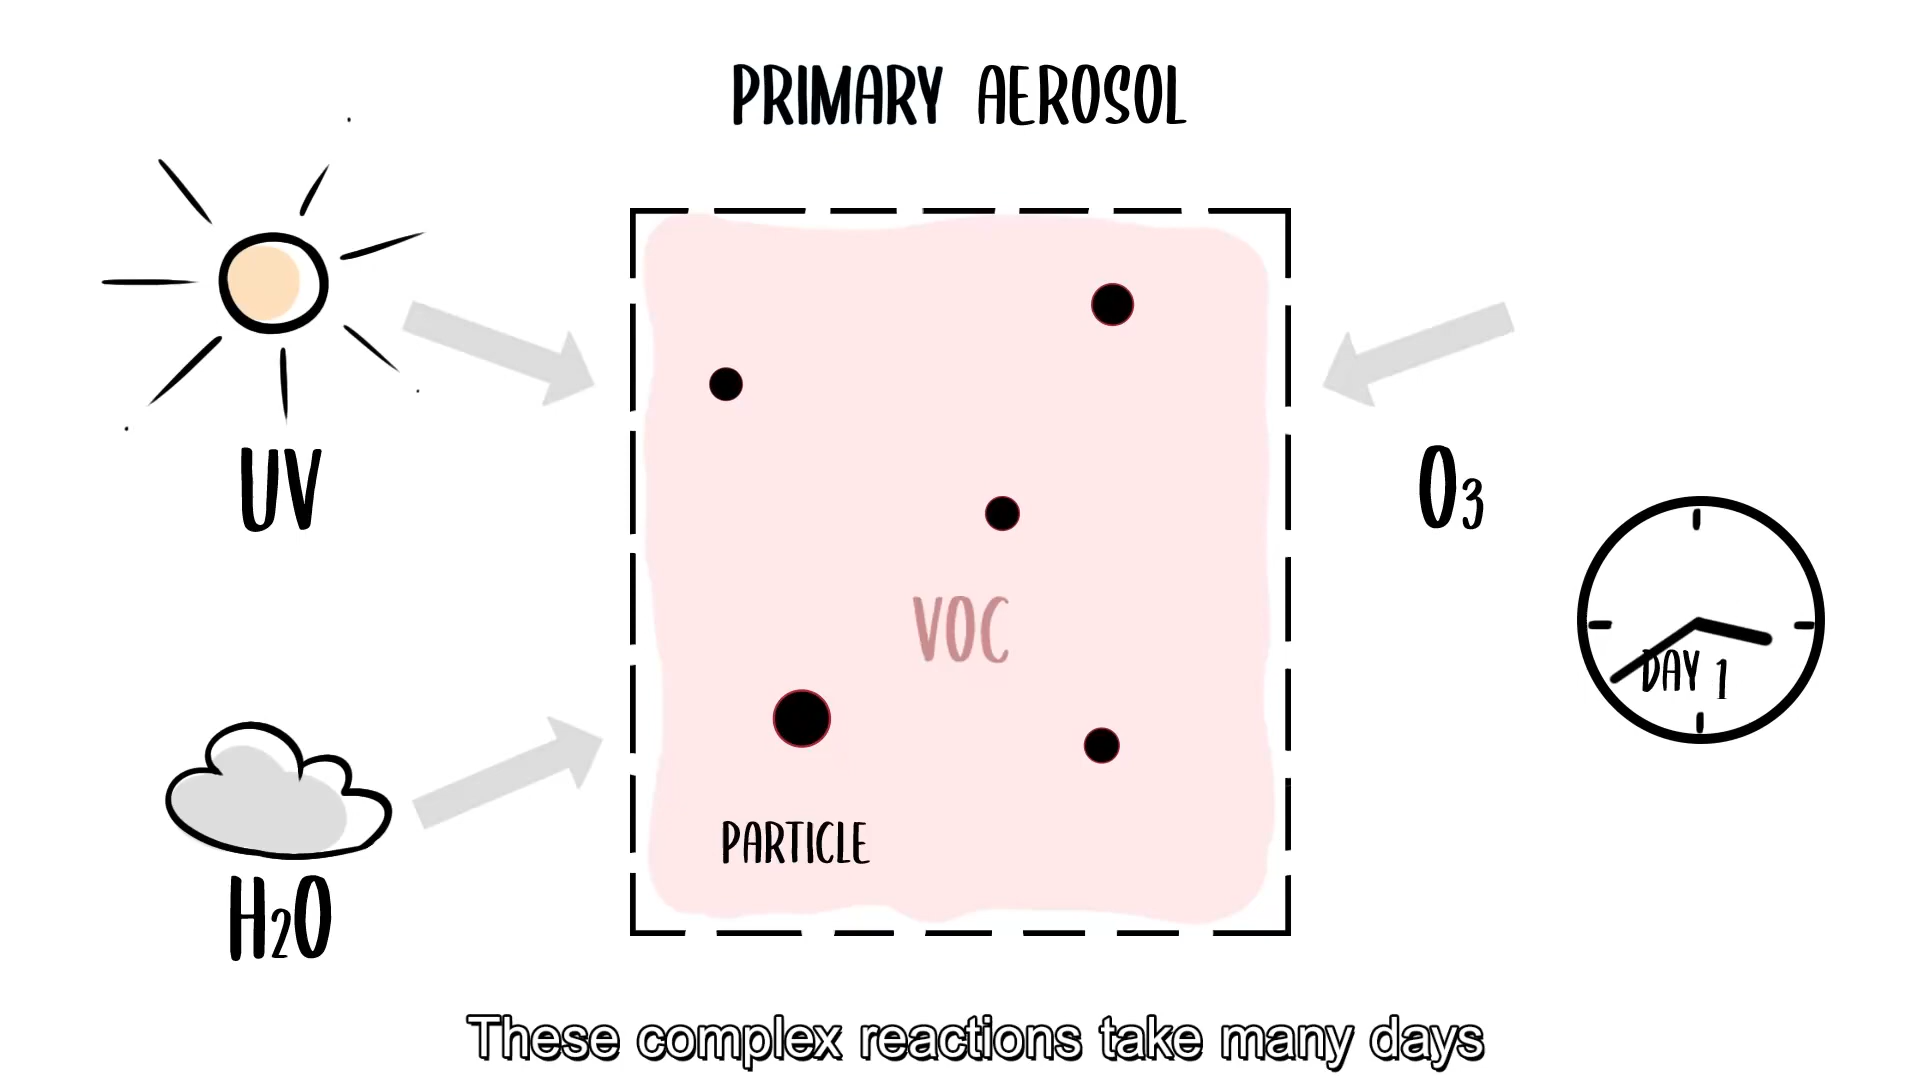 PRIMARY AEROSOL
UV
O3
VOC
DAY 1
PARTICLE
H2O
These complex reactions take many days